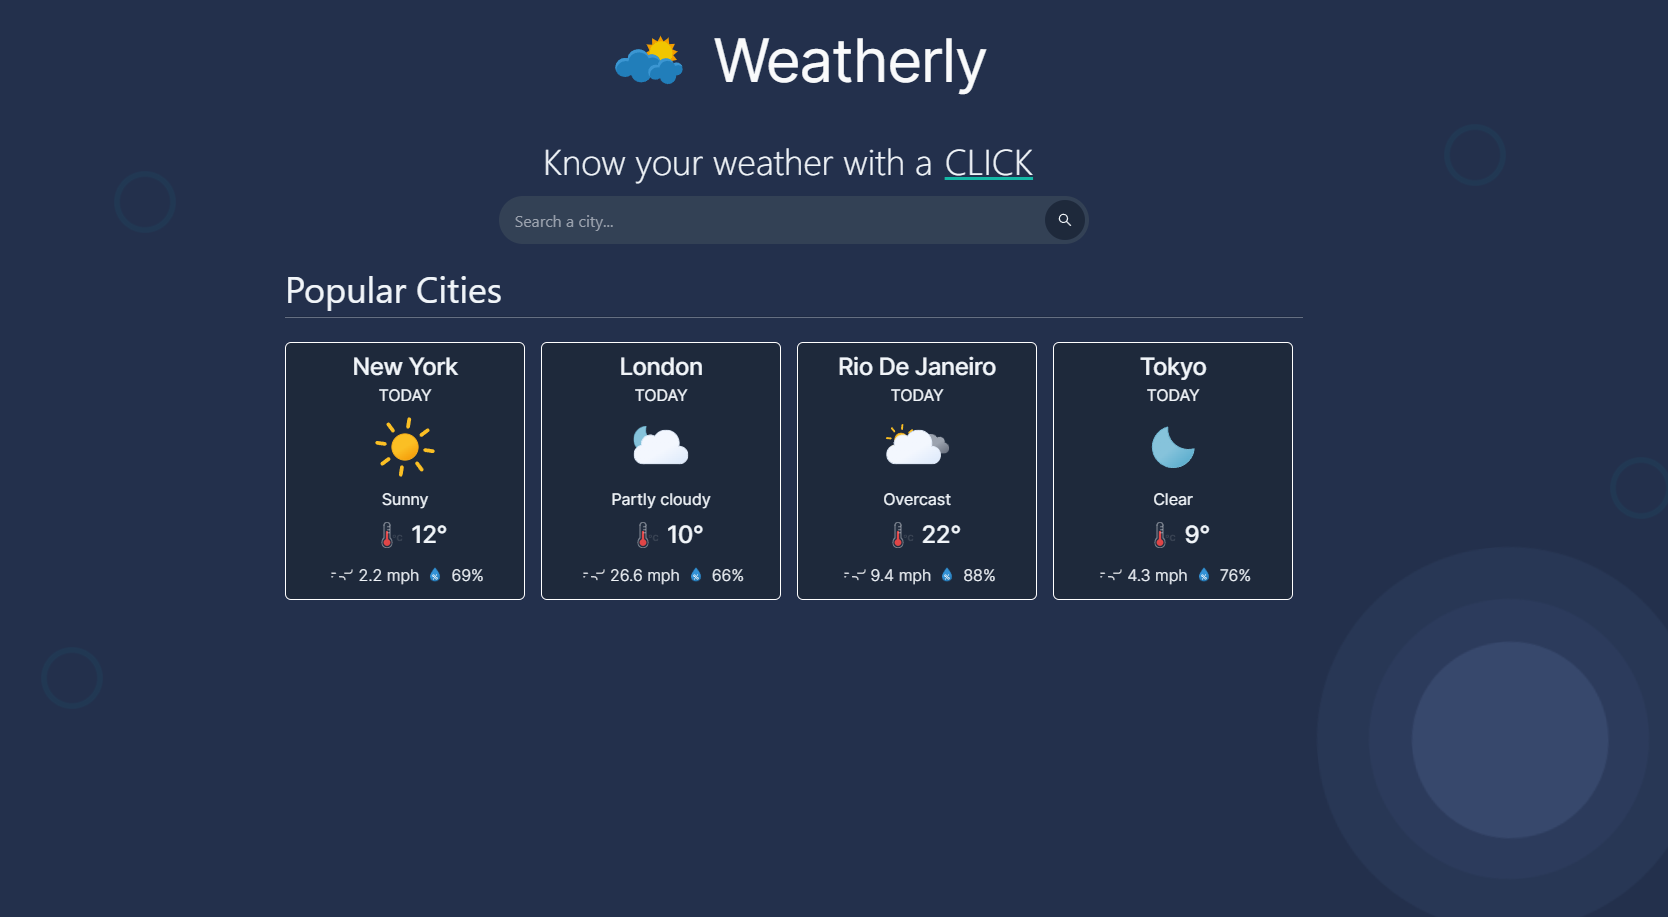 Weatherly
Know your weather with a CLICK
Search a city...
Popular Cities
New York
TODAY
Sunny
°C 12°
2.2 mph % 69%
London
TODAY
Partly cloudy
°C 10°
26.6 mph % 66%
Rio De Janeiro
TODAY
Overcast
°C 22°
9.4 mph % 88%
Tokyo
TODAY
Clear
°C 9°
4.3 mph % 76%